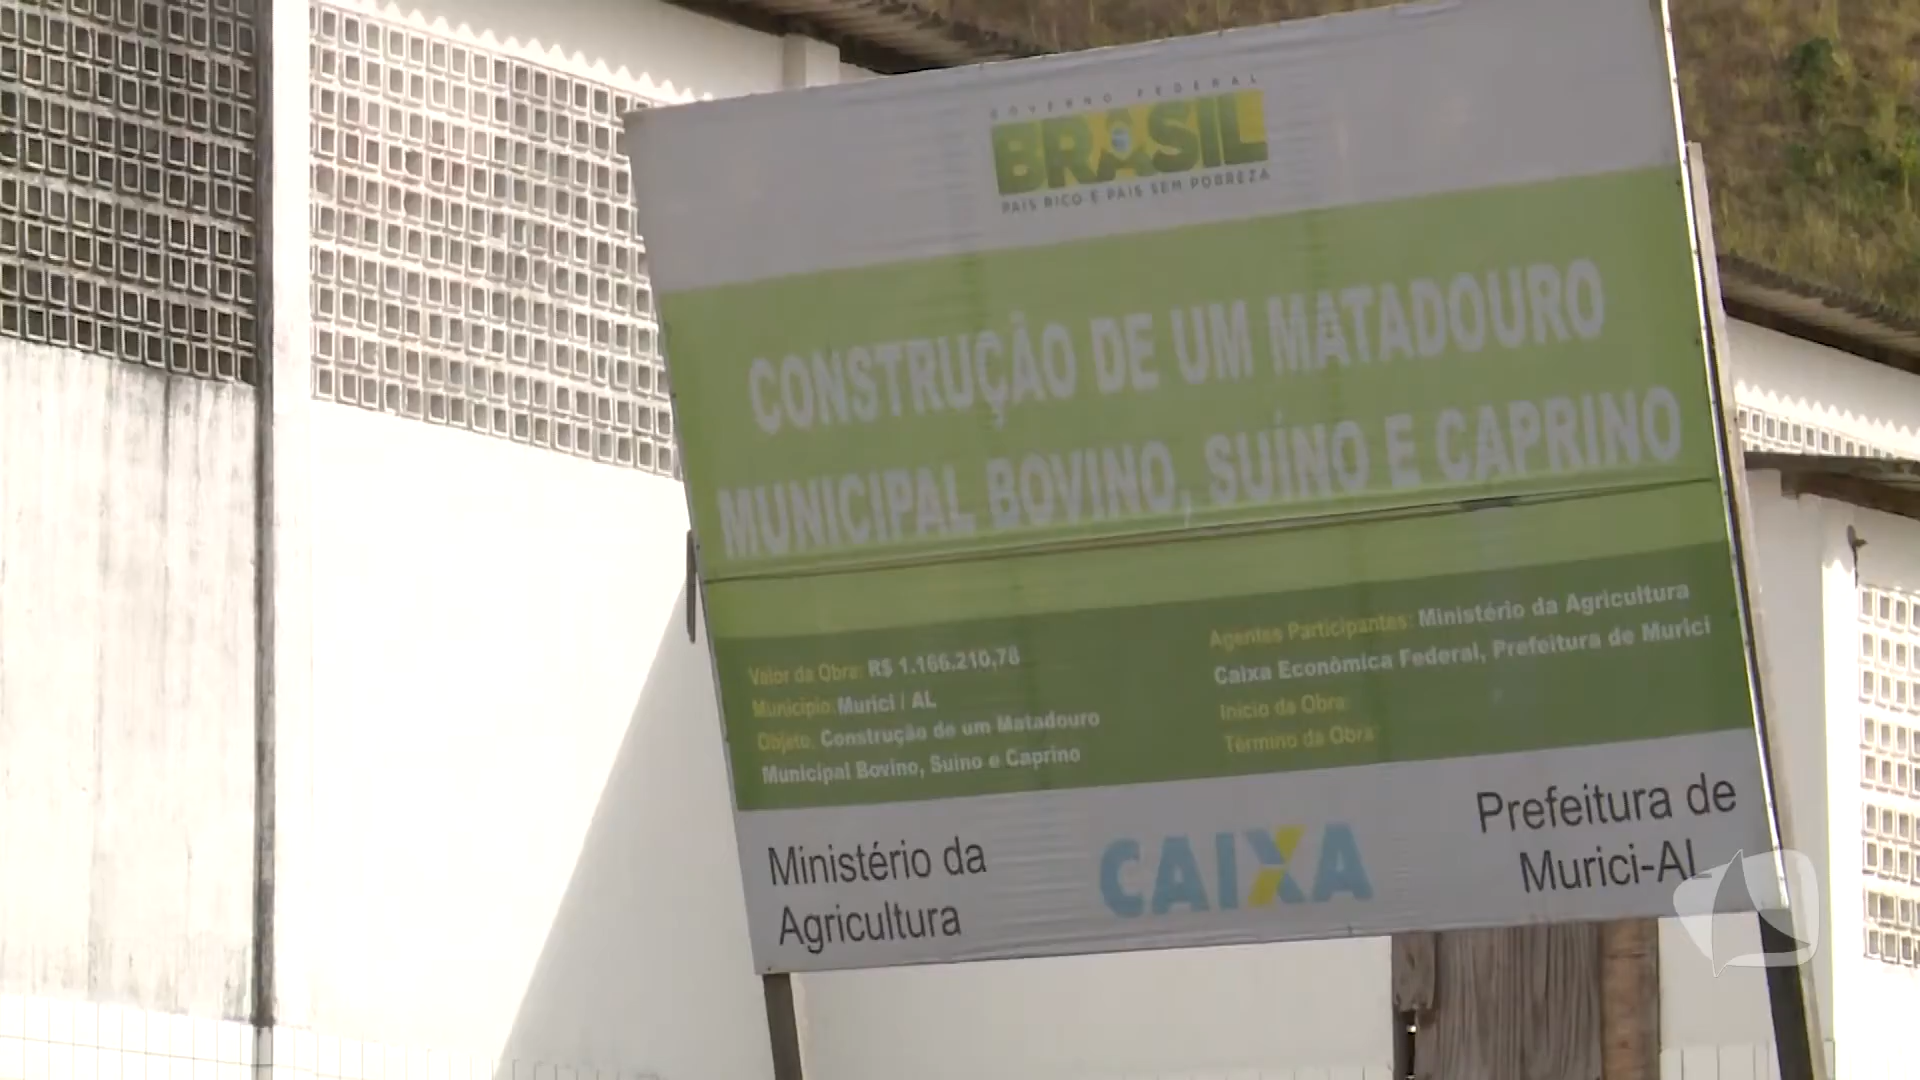 GOVERNO FEDERAL
BRASIL
PAÍS RICO É PAÍS SEM POBREZA
CONSTRUÇÃO DE UM MATADOURO
MUNICIPAL BOVINO, SUÍNO E CAPRINO
Valor da Obra: R$ 1.166.210,78
Município: Murici / AL
Objeto: Construção de um Matadouro
Municipal Bovino, Suino e Caprino
Agentes Participantes: Ministério da Agricultura
Caixa Econômica Federal, Prefeitura de Murici
Início da Obra:
Término da Obra:
Ministério da
Agricultura
CAIXA
Prefeitura de
Murici-AL